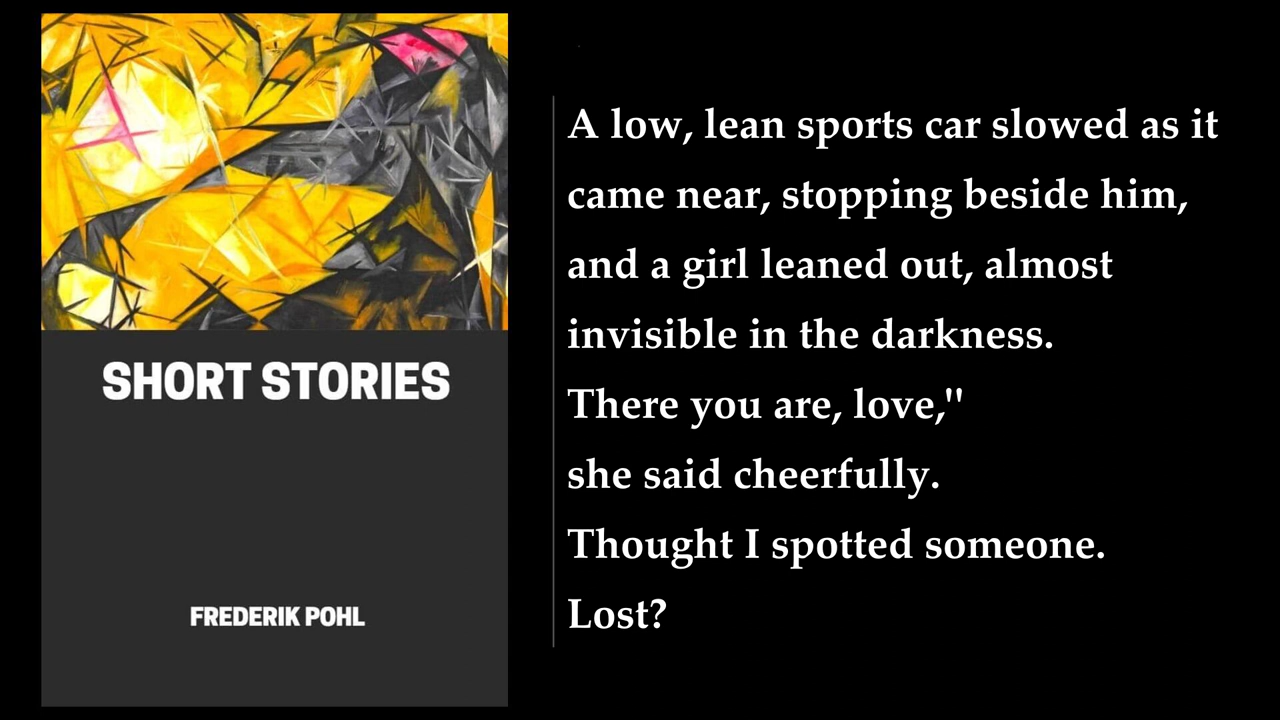 SHORT STORIES
FREDERIK POHL
A low, lean sports car slowed as it
came near, stopping beside him,
and a girl leaned out, almost
invisible in the darkness.
There you are, love,"
she said cheerfully.
Thought I spotted someone.
Lost?